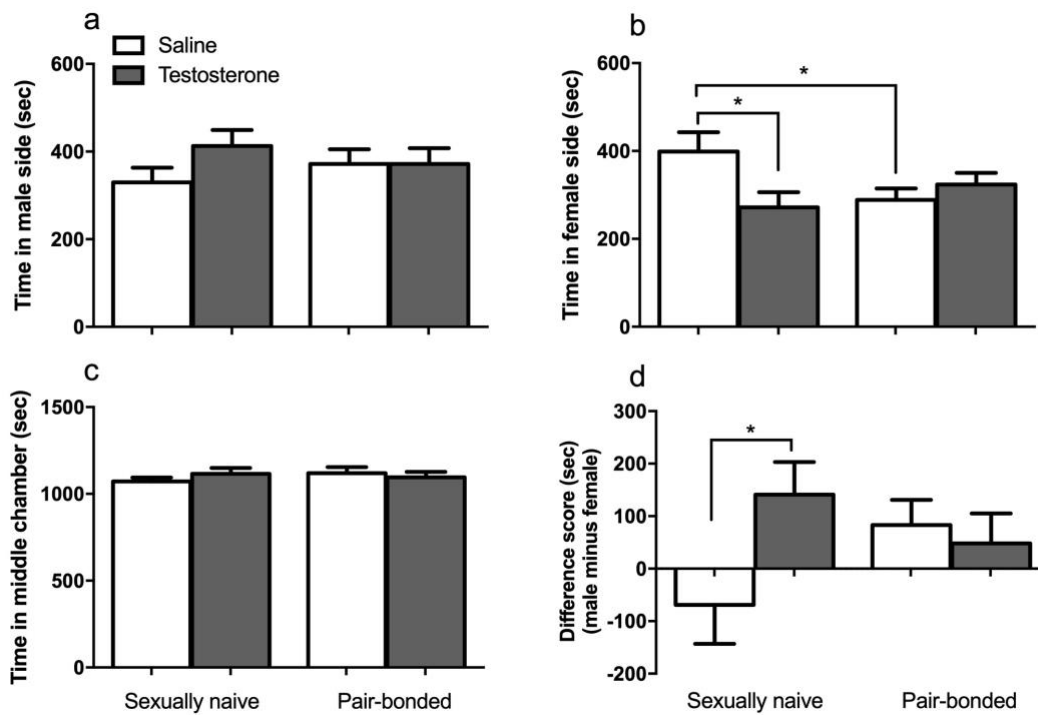 a
Saline
Testosterone
Time in male side (sec)
600
400
200
0
b
Time in female side (sec)
600
400
200
0
*
*
c
Time in middle chamber (sec)
1500
1000
500
0
Sexually naive
Pair-bonded
d
Difference score (sec)
(male minus female)
300
200
100
0
-100
-200
*
Sexually naive
Pair-bonded